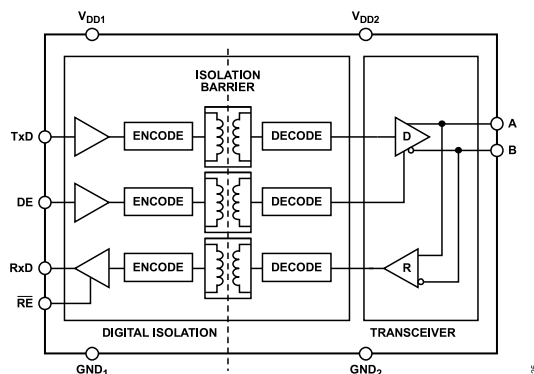 VDD1 VDD2
ISOLATION
BARRIER
TxD ENCODE DECODE D A
B
DE ENCODE DECODE
RxD ENCODE DECODE R
RE
DIGITAL ISOLATION TRANSCEIVER
GND1 GND2